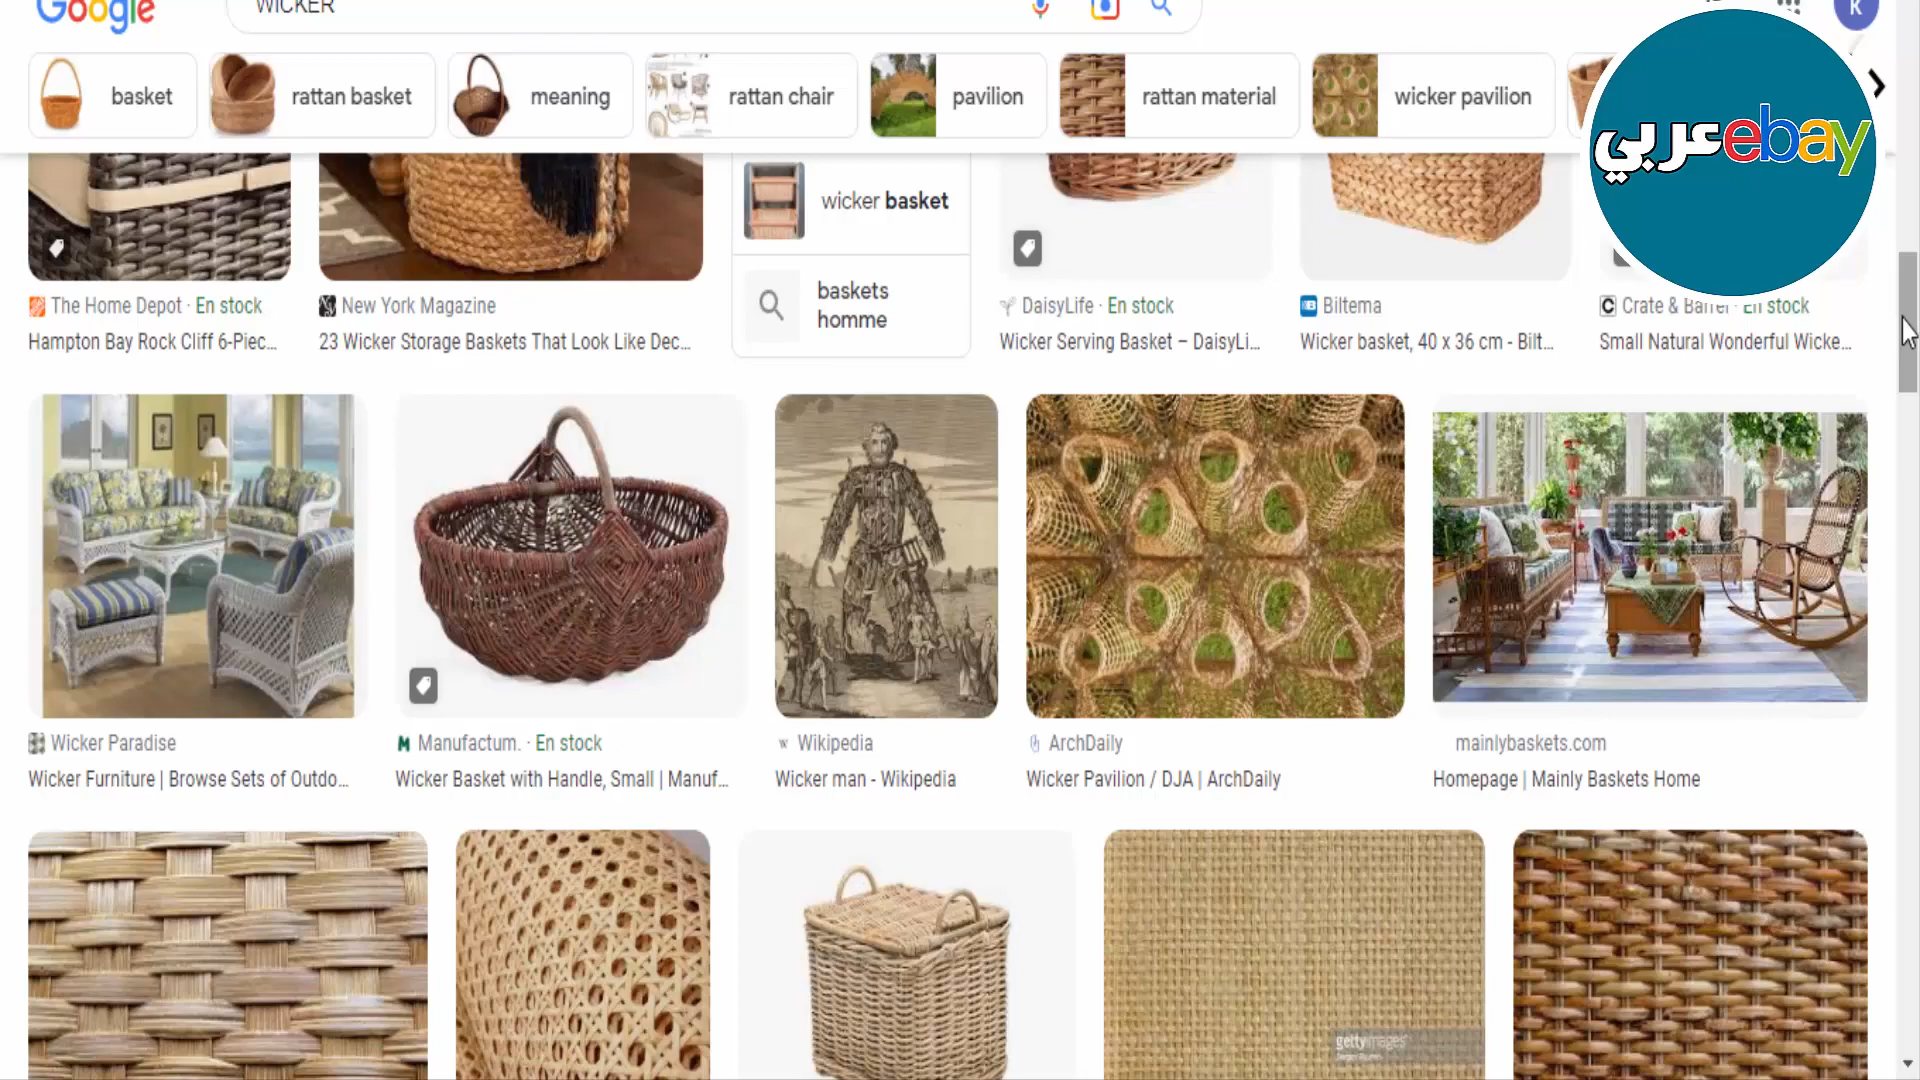 Google
WICKER
K
basket
rattan basket
meaning
rattan chair
pavilion
rattan material
wicker pavilion
عربي ebay
wicker basket
baskets
homme
The Home Depot · En stock
Hampton Bay Rock Cliff 6-Piec...
New York Magazine
23 Wicker Storage Baskets That Look Like Dec...
DaisyLife · En stock
Wicker Serving Basket – DaisyLi...
Biltema
Wicker basket, 40 x 36 cm - Bilt...
Crate & Barrel · En stock
Small Natural Wonderful Wicke...
Wicker Paradise
Wicker Furniture | Browse Sets of Outdo...
Manufactum. · En stock
Wicker Basket with Handle, Small | Manuf...
Wikipedia
Wicker man - Wikipedia
ArchDaily
Wicker Pavilion / DJA | ArchDaily
mainlybaskets.com
Homepage | Mainly Baskets Home
gettyimages